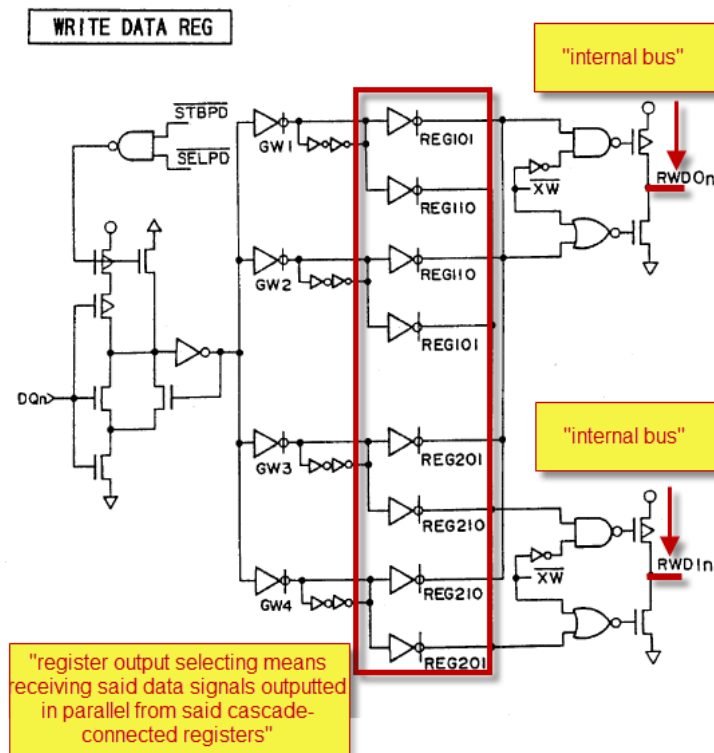 WRITE DATA REG
"internal bus"
STBPD
SELPD
GW1
REG101
XW
RWD0n
REG110
GW2
REG110
REG101
DQn
"internal bus"
GW3
REG201
REG210
RWD1n
XW
GW4
REG210
REG201
"register output selecting means
receiving said data signals outputted
in parallel from said cascade-
connected registers"